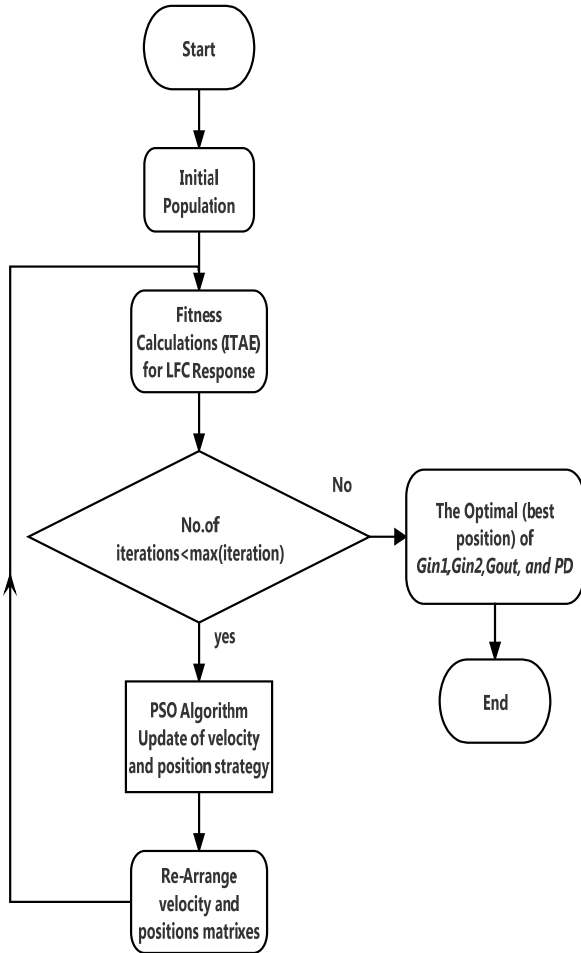 Start
Initial
Population
Fitness
Calculations (ITAE)
for LFC Response
No.of
iterations<max(iteration)
No
The Optimal (best
position) of
Gin1,Gin2,Gout, and PD
End
yes
PSO Algorithm
Update of velocity
and position strategy
Re-Arrange
velocity and
positions matrixes